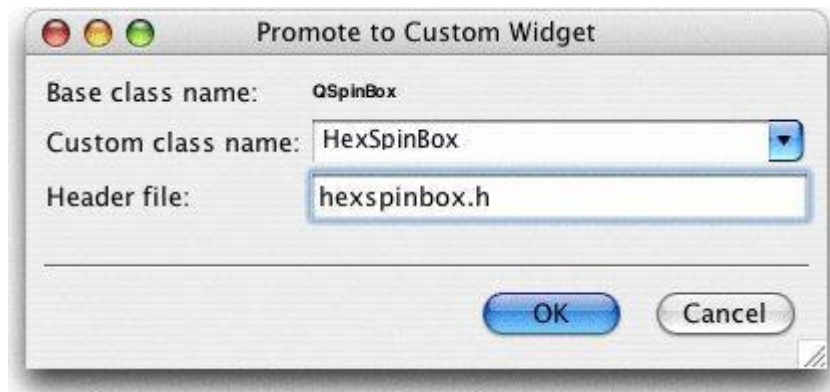 Promote to Custom Widget
Base class name: QSpinBox
Custom class name: HexSpinBox
Header file: hexspinbox.h
OK Cancel